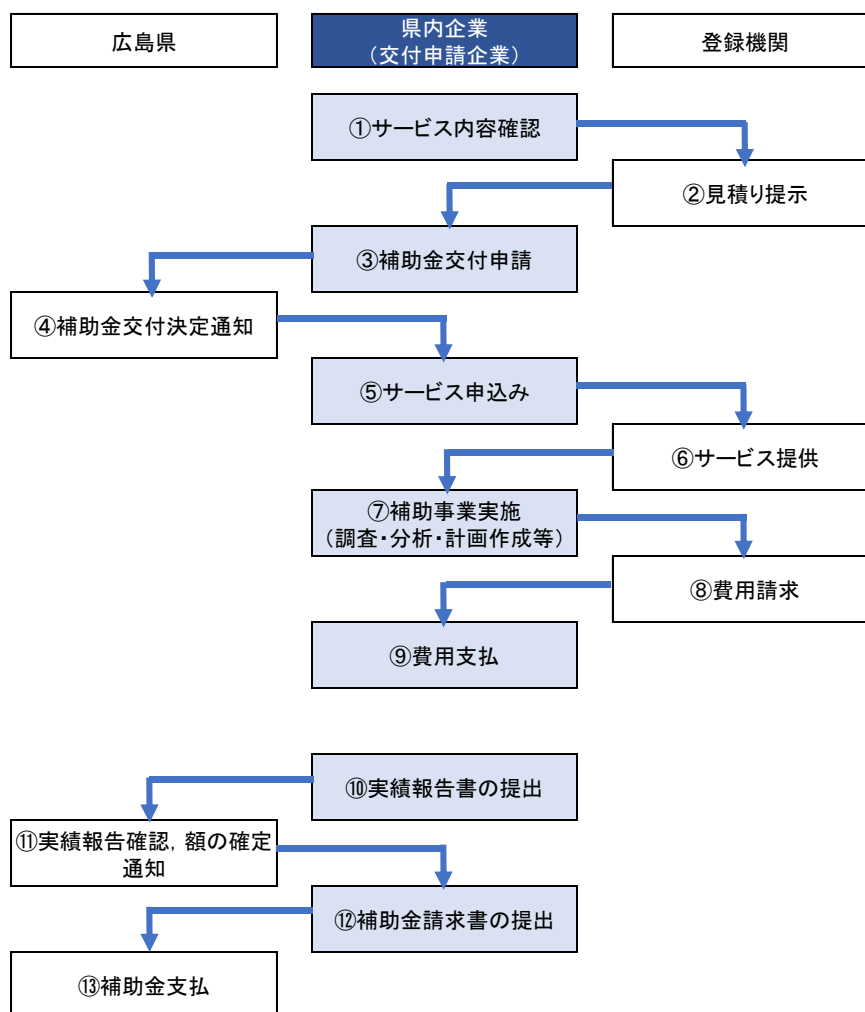 広島県
県内企業
（交付申請企業）
登録機関
①サービス内容確認
②見積り提示
③補助金交付申請
④補助金交付決定通知
⑤サービス申込み
⑥サービス提供
⑦補助事業実施
（調査・分析・計画作成等）
⑧費用請求
⑨費用支払
⑩実績報告書の提出
⑪実績報告確認，額の確定
通知
⑫補助金請求書の提出
⑬補助金支払